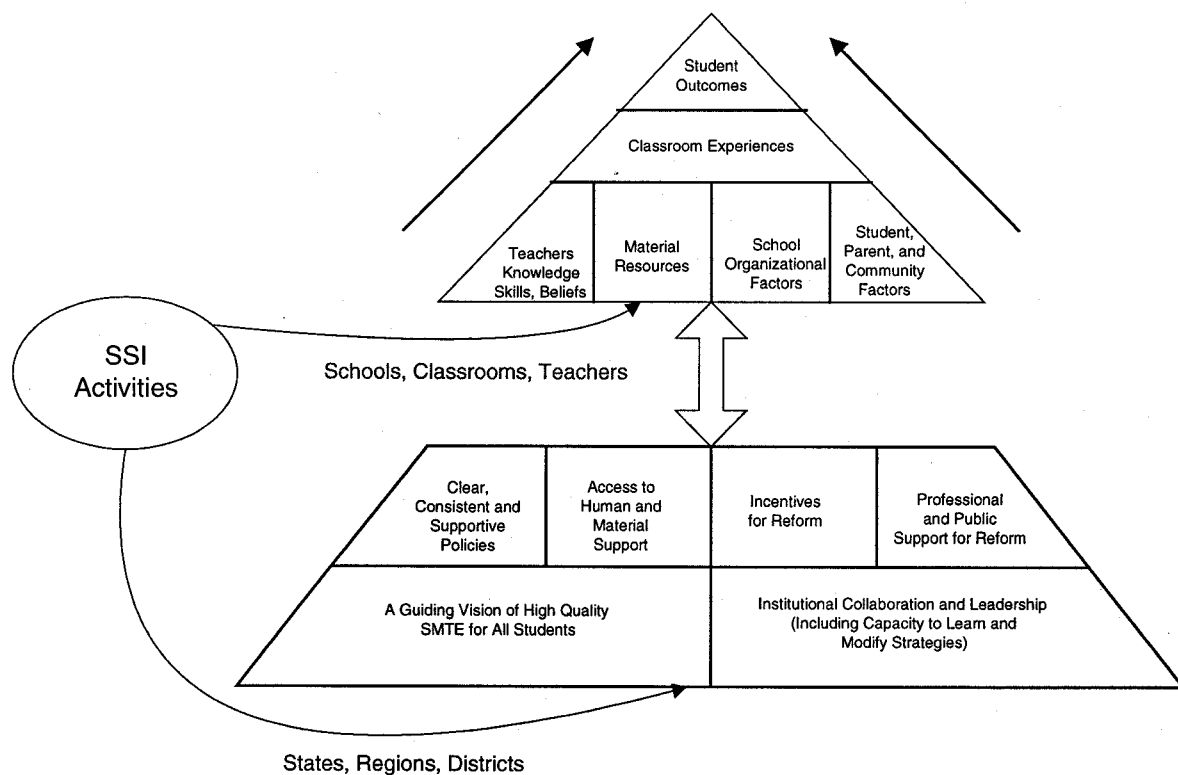 Student
Outcomes
Classroom Experiences
Teachers
Knowledge
Skills, Beliefs
Material
Resources
School
Organizational
Factors
Student,
Parent, and
Community
Factors
SSI
Activities
Schools, Classrooms, Teachers
Clear,
Consistent and
Supportive
Policies
Access to
Human and
Material
Support
Incentives
for Reform
Professional
and Public
Support for Reform
A Guiding Vision of High Quality
SMTE for All Students
Institutional Collaboration and Leadership
(Including Capacity to Learn and
Modify Strategies)
States, Regions, Districts